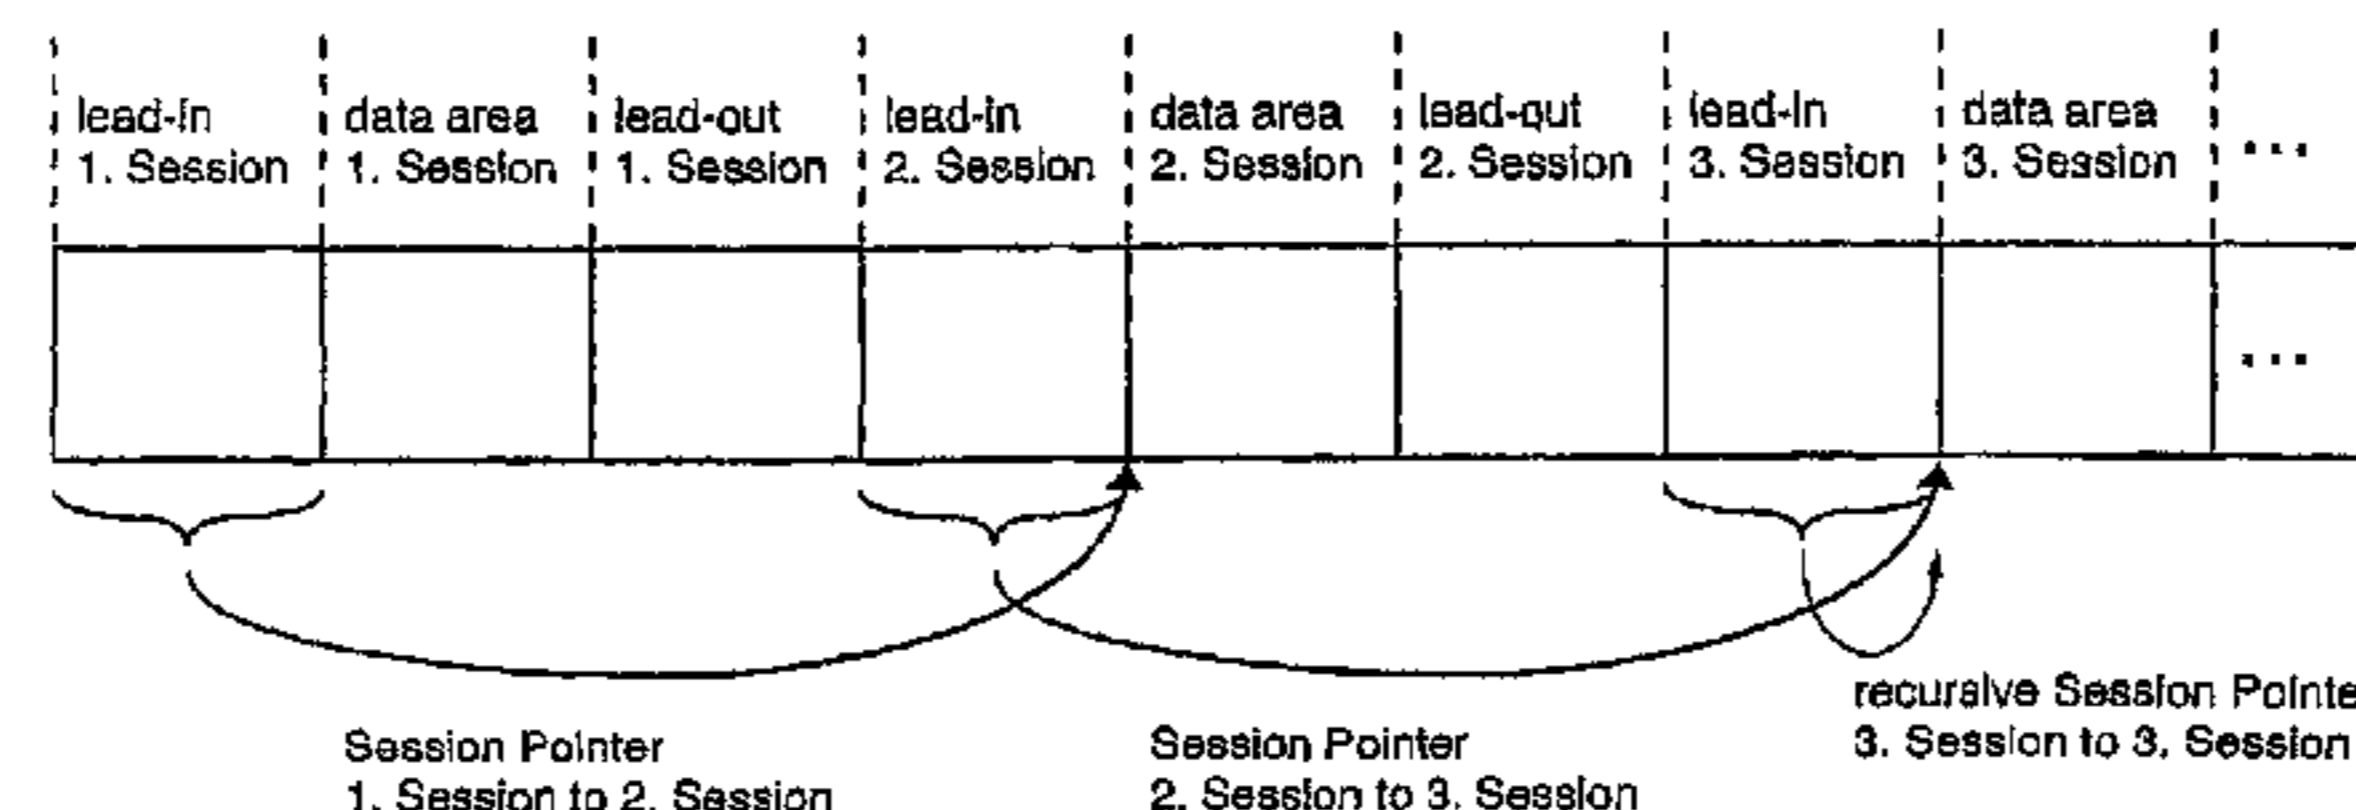 lead-in
1. Session
data area
1. Session
lead-out
1. Session
lead-in
2. Session
data area
2. Session
lead-out
2. Session
lead-in
3. Session
data area
3. Session
...
...
recursive Session Pointe
3. Session to 3. Session
Session Pointer
1. Session to 2. Session
Session Pointer
2. Session to 3. Session